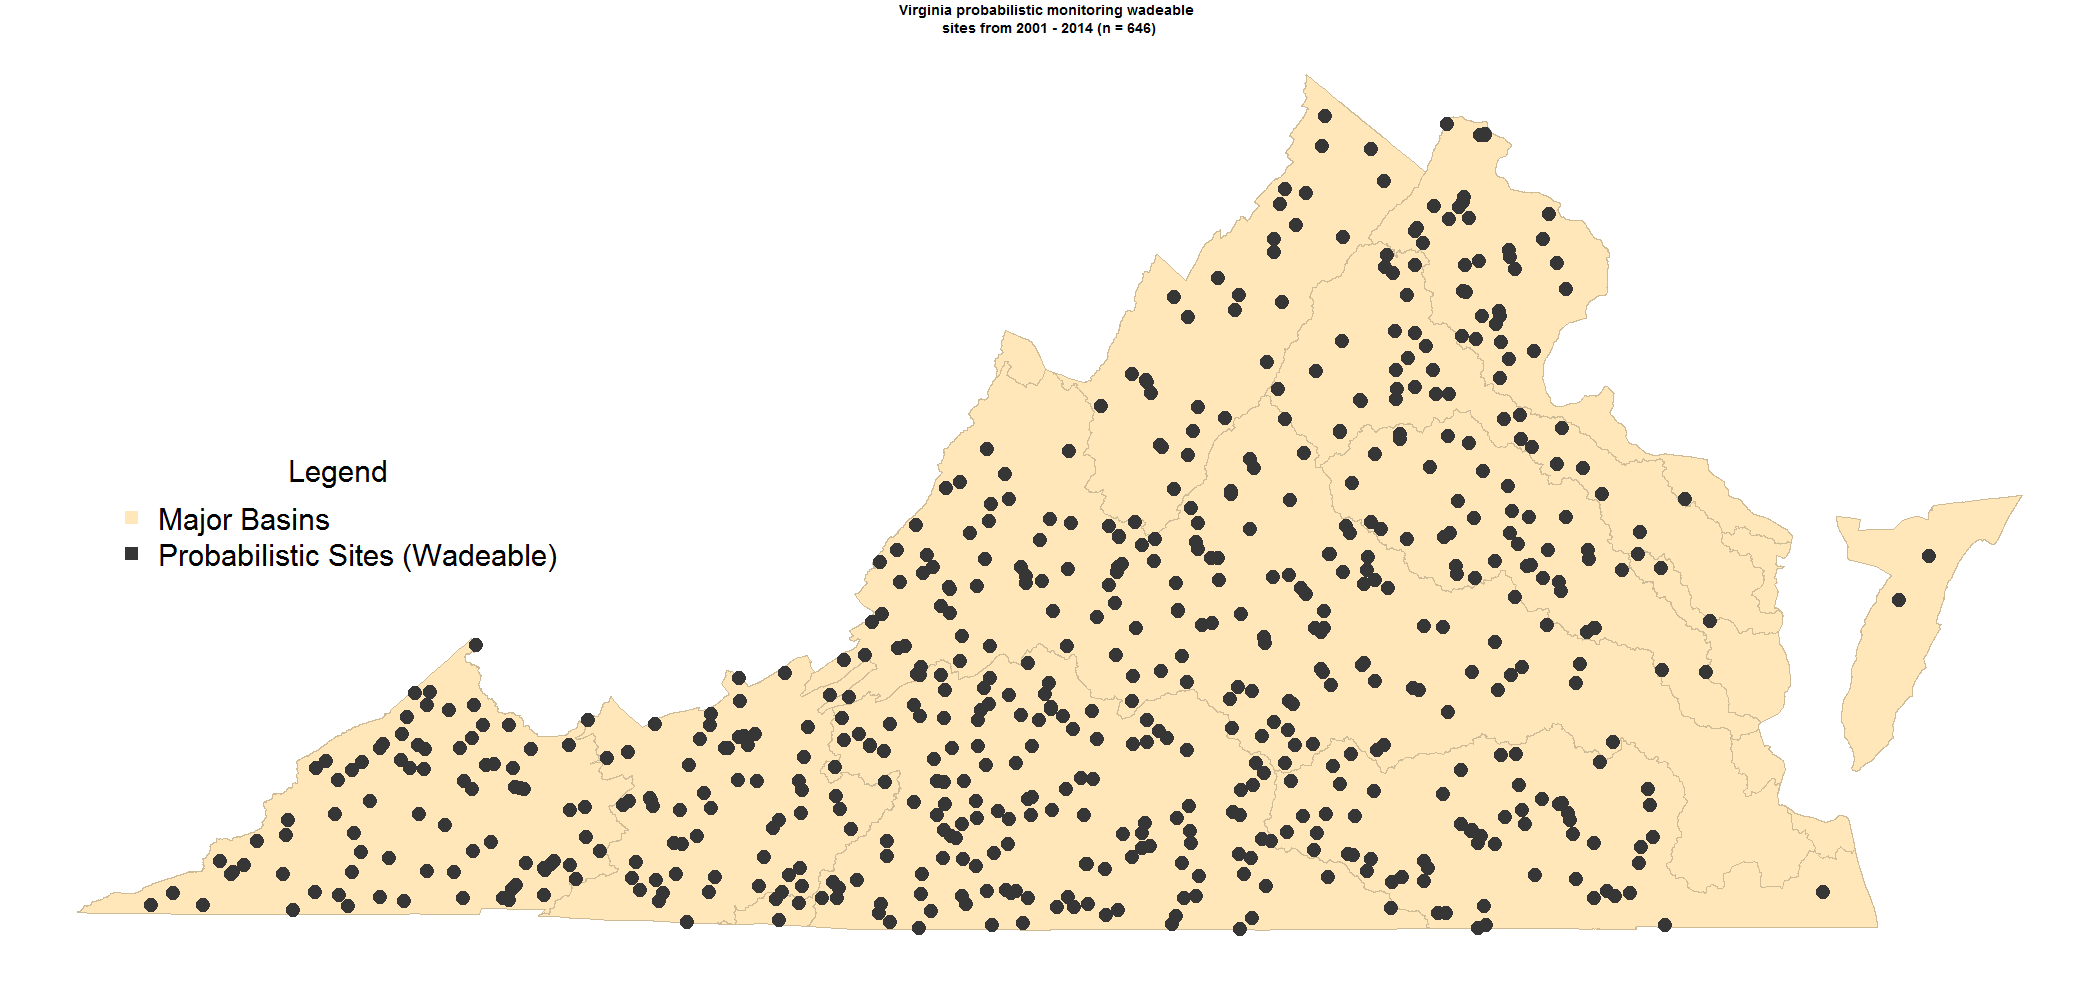 Virginia probabilistic monitoring wadeable
sites from 2001 - 2014 (n = 646)
Legend
Major Basins
Probabilistic Sites (Wadeable)